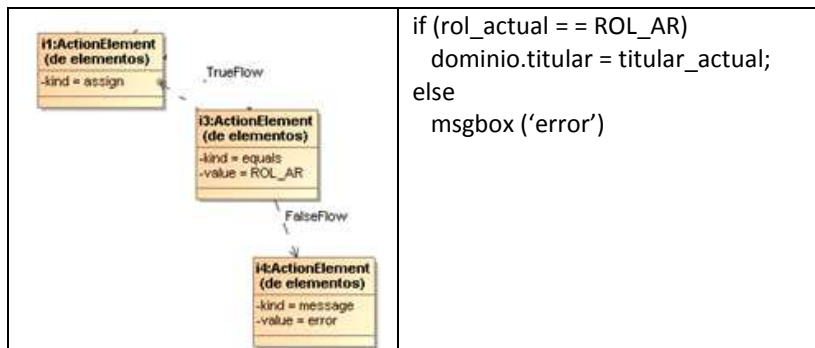 i1:ActionElement
(de elementos)
-kind = assign
TrueFlow
i3:ActionElement
(de elementos)
-kind = equals
-value = ROL_AR
FalseFlow
i4:ActionElement
(de elementos)
-kind = message
-value = error
if (rol_actual = = ROL_AR)
dominio.titular = titular_actual;
else
msgbox (‘error’)